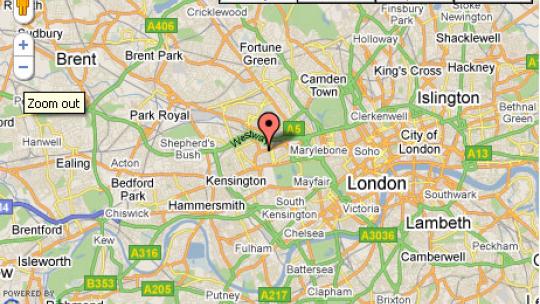 Cricklewood
Finsbury
Park
Stoke
Newington
Sudbury
A406
Fortune
Green
Holloway
Shacklewell
Brent
Brent Park
King's Cross
Hackney
Camden
Town
Islington
Zoom out
Park Royal
Clerkenwell
Bethnal
Green
Hanwell
Shepherd's
Bush
Westway
A5
Marylebone
Soho
City of
London
A13
Ealing
Acton
Bedford
Park
Kensington
Mayfair
London
Southwark
Hammersmith
South
Kensington
Victoria
Lambeth
Chiswick
Brentford
Kew
Chelsea
A3036
Peckham
A316
Fulham
Camberwell
Isleworth
Battersea
B353
A205
A217
Clapham
Brixton
POWERED BY
Richmond